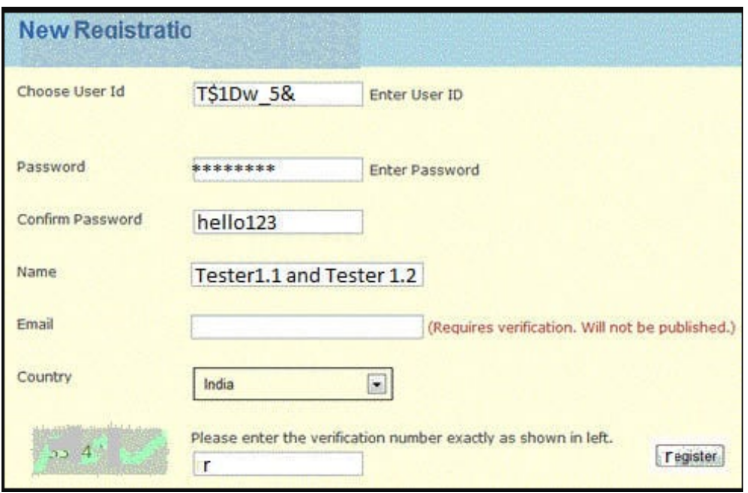 New Registratic
Choose User Id T$1Dw_5& Enter User ID
Password ******** Enter Password
Confirm Password hello123
Name Tester1.1 and Tester 1.2
Email (Requires verification. Will not be published.)
Country India
Please enter the verification number exactly as shown in left.
r register